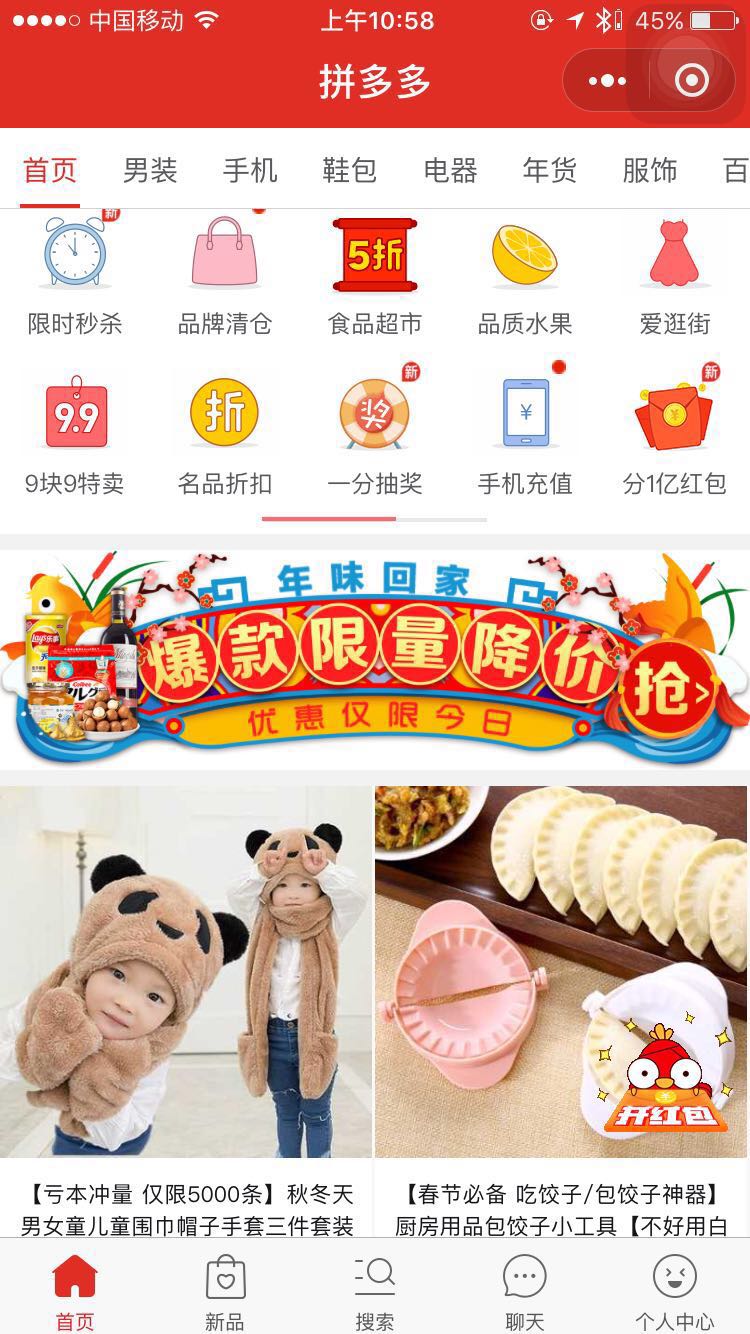 中国移动 上午10:58 45%
拼多多
首页 男装 手机 鞋包 电器 年货 服饰 百
新
5折
限时秒杀 品牌清仓 食品超市 品质水果 爱逛街
9.9 折 奖 新 ¥ 新
9块9特卖 名品折扣 一分抽奖 手机充值 分1亿红包
年味回家
爆款限量降价 抢>
优惠仅限今日
Lay's乐事
Calbee
开红包
【亏本冲量 仅限5000条】秋冬天
男女童儿童围巾帽子手套三件套装
【春节必备 吃饺子/包饺子神器】
厨房用品包饺子小工具【不好用白
首页 新品 搜索 聊天 个人中心